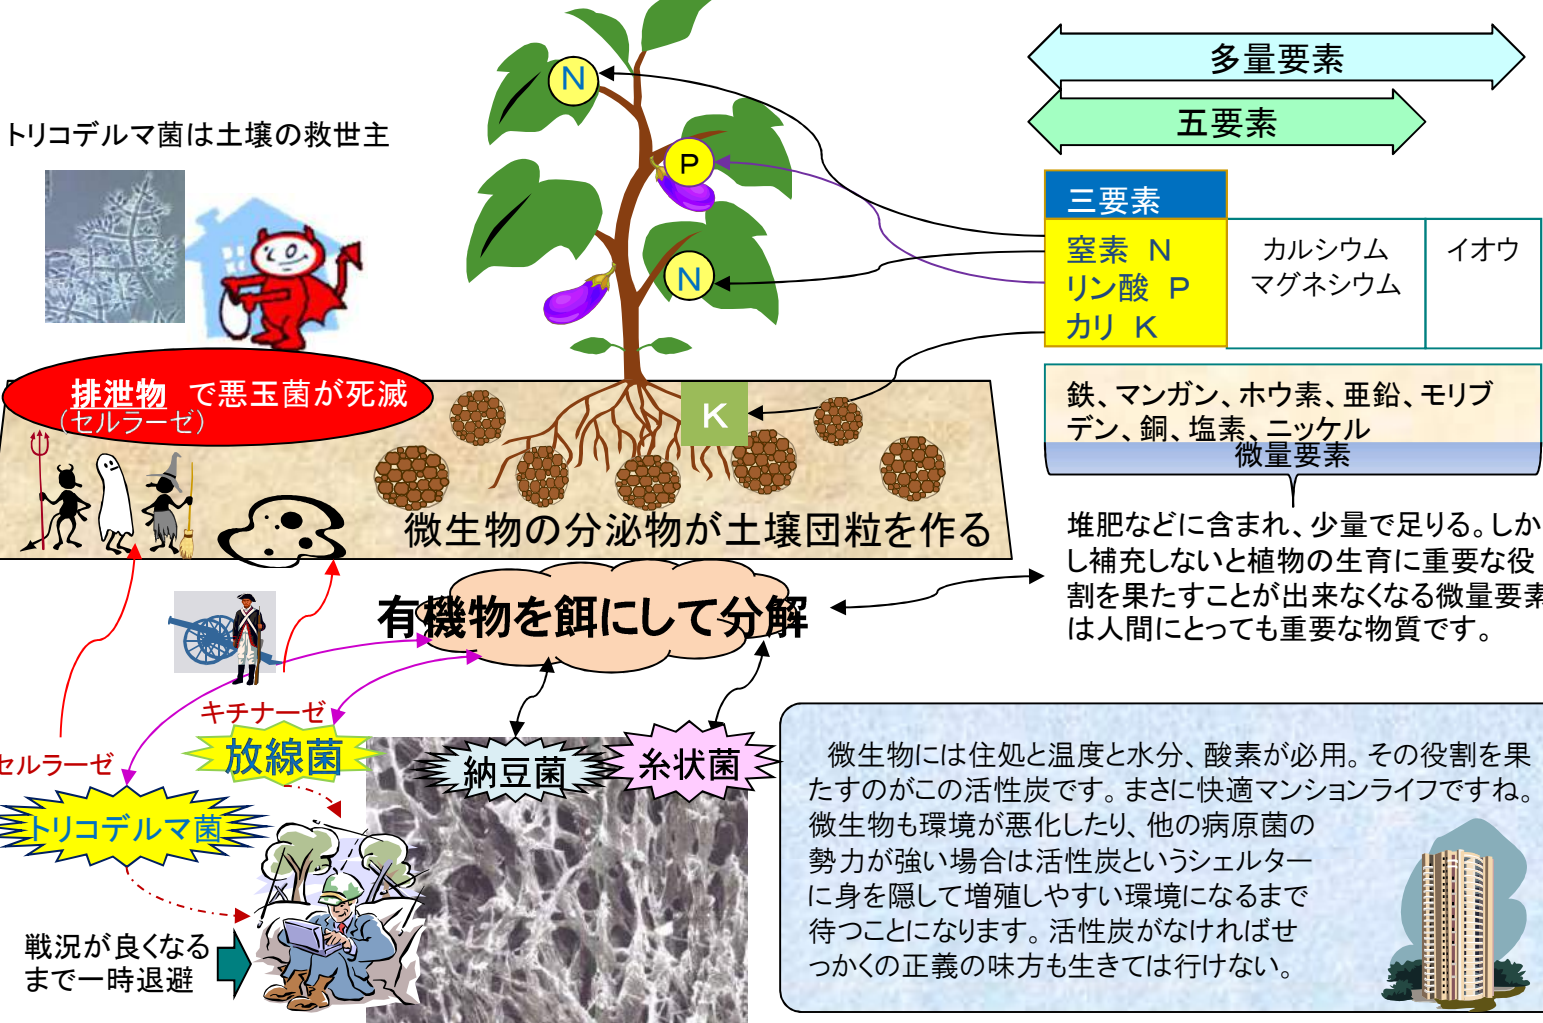 多量要素
五要素
トリコデルマ菌は土壌の救世主
N
P
N
K
三要素
窒素 N
リン酸 P
カリ K
カルシウム
マグネシウム
イオウ
鉄、マンガン、ホウ素、亜鉛、モリブ
デン、銅、塩素、ニッケル
微量要素
排泄物 で悪玉菌が死滅
(セルラーゼ)
微生物の分泌物が土壌団粒を作る
堆肥などに含まれ、少量で足りる。しか
し補充しないと植物の生育に重要な役
割を果たすことが出来なくなる微量要素
は人間にとっても重要な物質です。
有機物を餌にして分解
キチナーゼ
放線菌
セルラーゼ
トリコデルマ菌
納豆菌
糸状菌
戦況が良くなる
まで一時退避
微生物には住処と温度と水分、酸素が必用。その役割を果
たすのがこの活性炭です。まさに快適マンションライフですね。
微生物も環境が悪化したり、他の病原菌の
勢力が強い場合は活性炭というシェルター
に身を隠して増殖しやすい環境になるまで
待つことになります。活性炭がなければせ
っかくの正義の味方も生きては行けない。